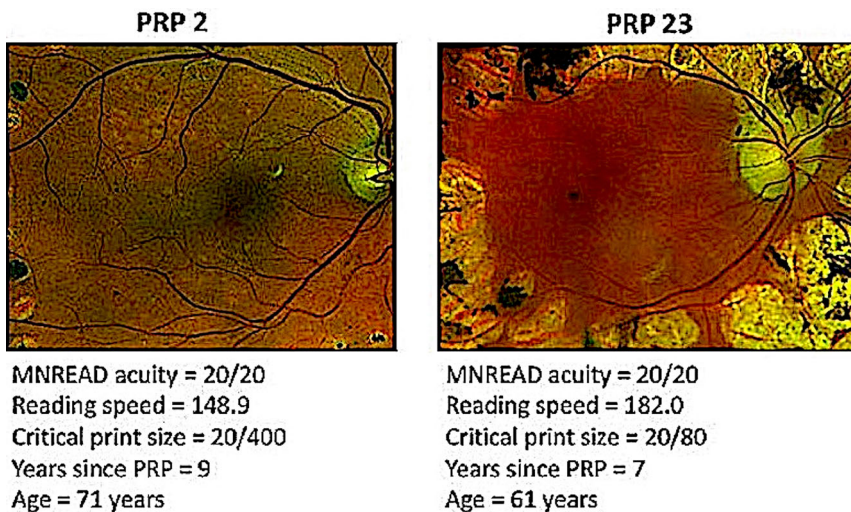 PRP 2
MNREAD acuity = 20/20
Reading speed = 148.9
Critical print size = 20/400
Years since PRP = 9
Age = 71 years
PRP 23
MNREAD acuity = 20/20
Reading speed = 182.0
Critical print size = 20/80
Years since PRP = 7
Age = 61 years